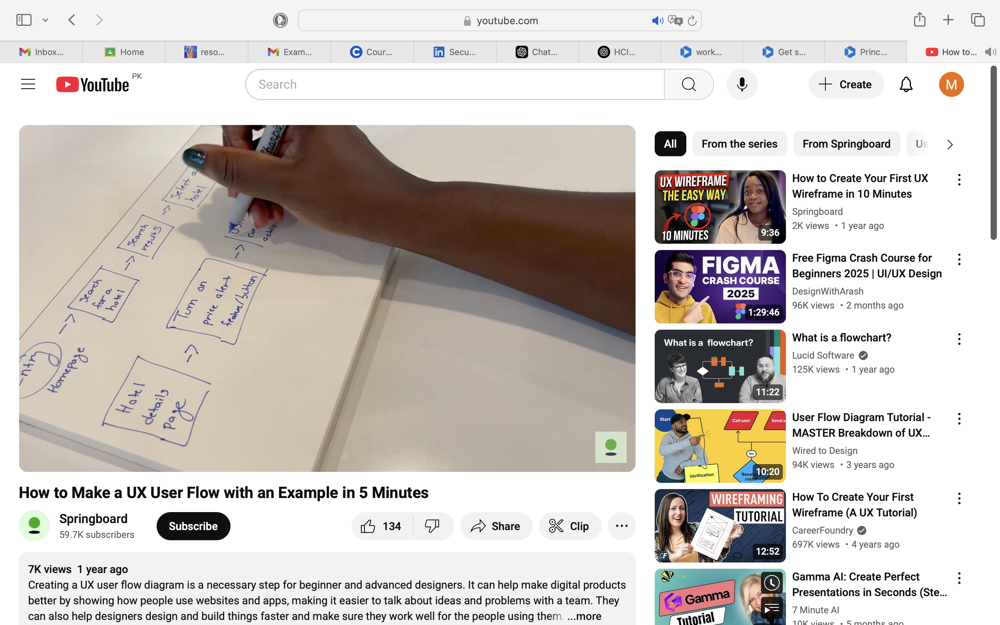 youtube.com
Inbox...
Home
reso...
Exam...
Cour...
Secu...
Chat...
HCI...
work...
Get s...
Princ...
How to...
YouTube PK
Search
Create
M
Sharpie
Select a
hotel
Search
results
Search
for a
hotel
Homepage
Turn on
price alert
feature/button
Hotel
details
page
How to Make a UX User Flow with an Example in 5 Minutes
Springboard
59.7K subscribers
Subscribe
134
Share
Clip
7K views 1 year ago
Creating a UX user flow diagram is a necessary step for beginner and advanced designers. It can help make digital products
better by showing how people use websites and apps, making it easier to talk about ideas and problems with a team. They
can also help designers design and build things faster and make sure they work well for the people using them. ...more
All
From the series
From Springboard
Us
UX WIREFRAME
THE EASY WAY
10 MINUTES
9:36
How to Create Your First UX
Wireframe in 10 Minutes
Springboard
2K views • 1 year ago
FIGMA
CRASH COURSE
2025
1:29:46
Free Figma Crash Course for
Beginners 2025 | UI/UX Design
DesignWithArash
96K views • 2 months ago
What is a flowchart?
11:22
What is a flowchart?
Lucid Software
125K views • 1 year ago
Start
Call user
Send a
No
Verification
code?
10:20
User Flow Diagram Tutorial -
MASTER Breakdown of UX...
Wired to Design
94K views • 3 years ago
WIREFRAMING
TUTORIAL
CF
12:52
How To Create Your First
Wireframe (A UX Tutorial)
CareerFoundry
697K views • 4 years ago
Gamma
Tutorial
Gamma AI: Create Perfect
Presentations in Seconds (Ste...
7 Minute AI
10K views • 5 months ago